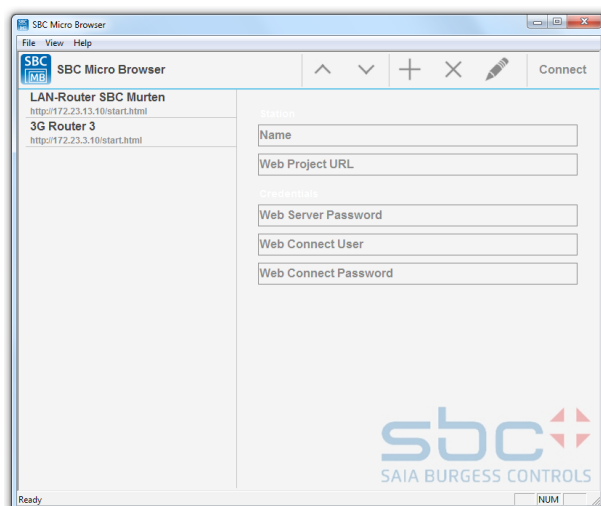 SBC Micro Browser
File View Help
SBC
MB
SBC Micro Browser
Connect
LAN-Router SBC Murten
http://172.23.13.10/start.html
3G Router 3
http://172.23.3.10/start.html
Station
Name
Web Project URL
Credentials
Web Server Password
Web Connect User
Web Connect Password
sbc
SAIA BURGESS CONTROLS
Ready
NUM